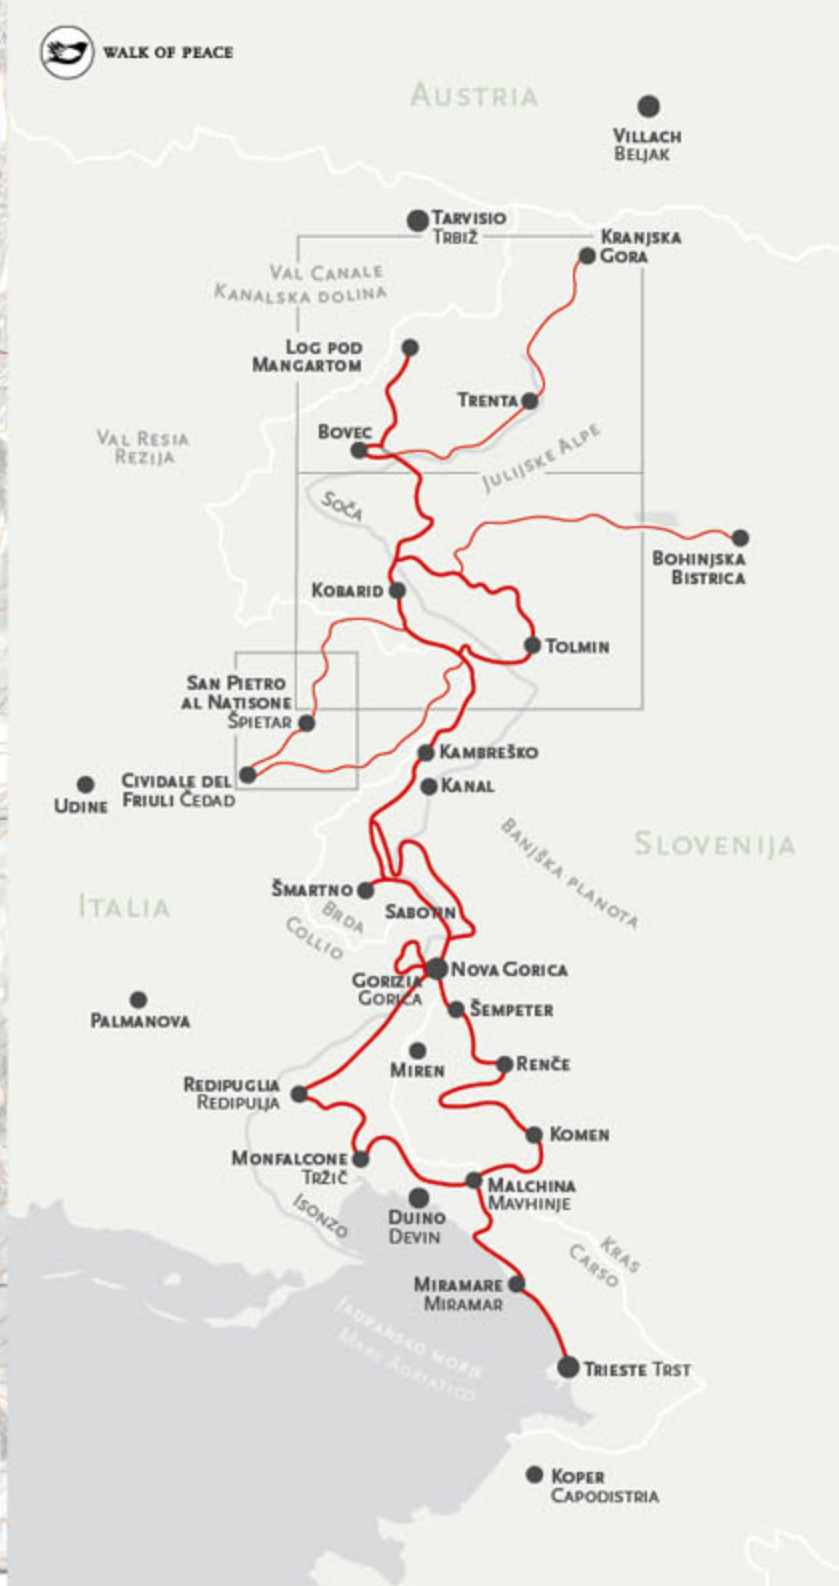 WALK OF PEACE
AUSTRIA
VILLACH
BELJAK
TARVISIO
TRBIŽ
KRANJSKA
GORA
VAL CANALE
KANALSKA DOLINA
LOG POD
MANGARTOM
TRENTA
BOVEC
VAL RESIA
REZIJA
JULIJSKE ALPE
SOČA
BOHINJSKA
BISTRICA
KOBARID
TOLMIN
SAN PIETRO
AL NATISONE
ŠPIETAR
KAMBREŠKO
CIVIDALE DEL
FRIULI ČEDAD
KANAL
UDINE
BANJŠKA PLANOTA
SLOVENIJA
ITALIA
ŠMARTNO
SABOTIN
BRDA
COLLIO
NOVA GORICA
GORIZIA
GORICA
ŠEMPETER
PALMANOVA
MIREN
RENČE
REDIPUGLIA
REDIPULJA
KOMEN
MONFALCONE
TRŽIČ
MALCHINA
MAVHINJE
ISONZO
DUINO
DEVIN
KRAS
CARSO
MIRAMARE
MIRAMAR
JADRANSKO MORJE
MARE ADRIATICO
TRIESTE TRST
KOPER
CAPODISTRIA